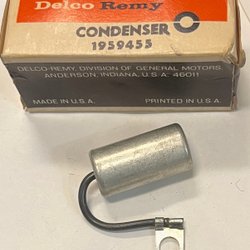 Delco Remy
CONDENSER
1959455
DELCO-REMY, DIVISION OF GENERAL MOTORS,
ANDERSON, INDIANA, U.S.A. 46011
MADE IN U.S.A.
PRINTED IN U.S.A.